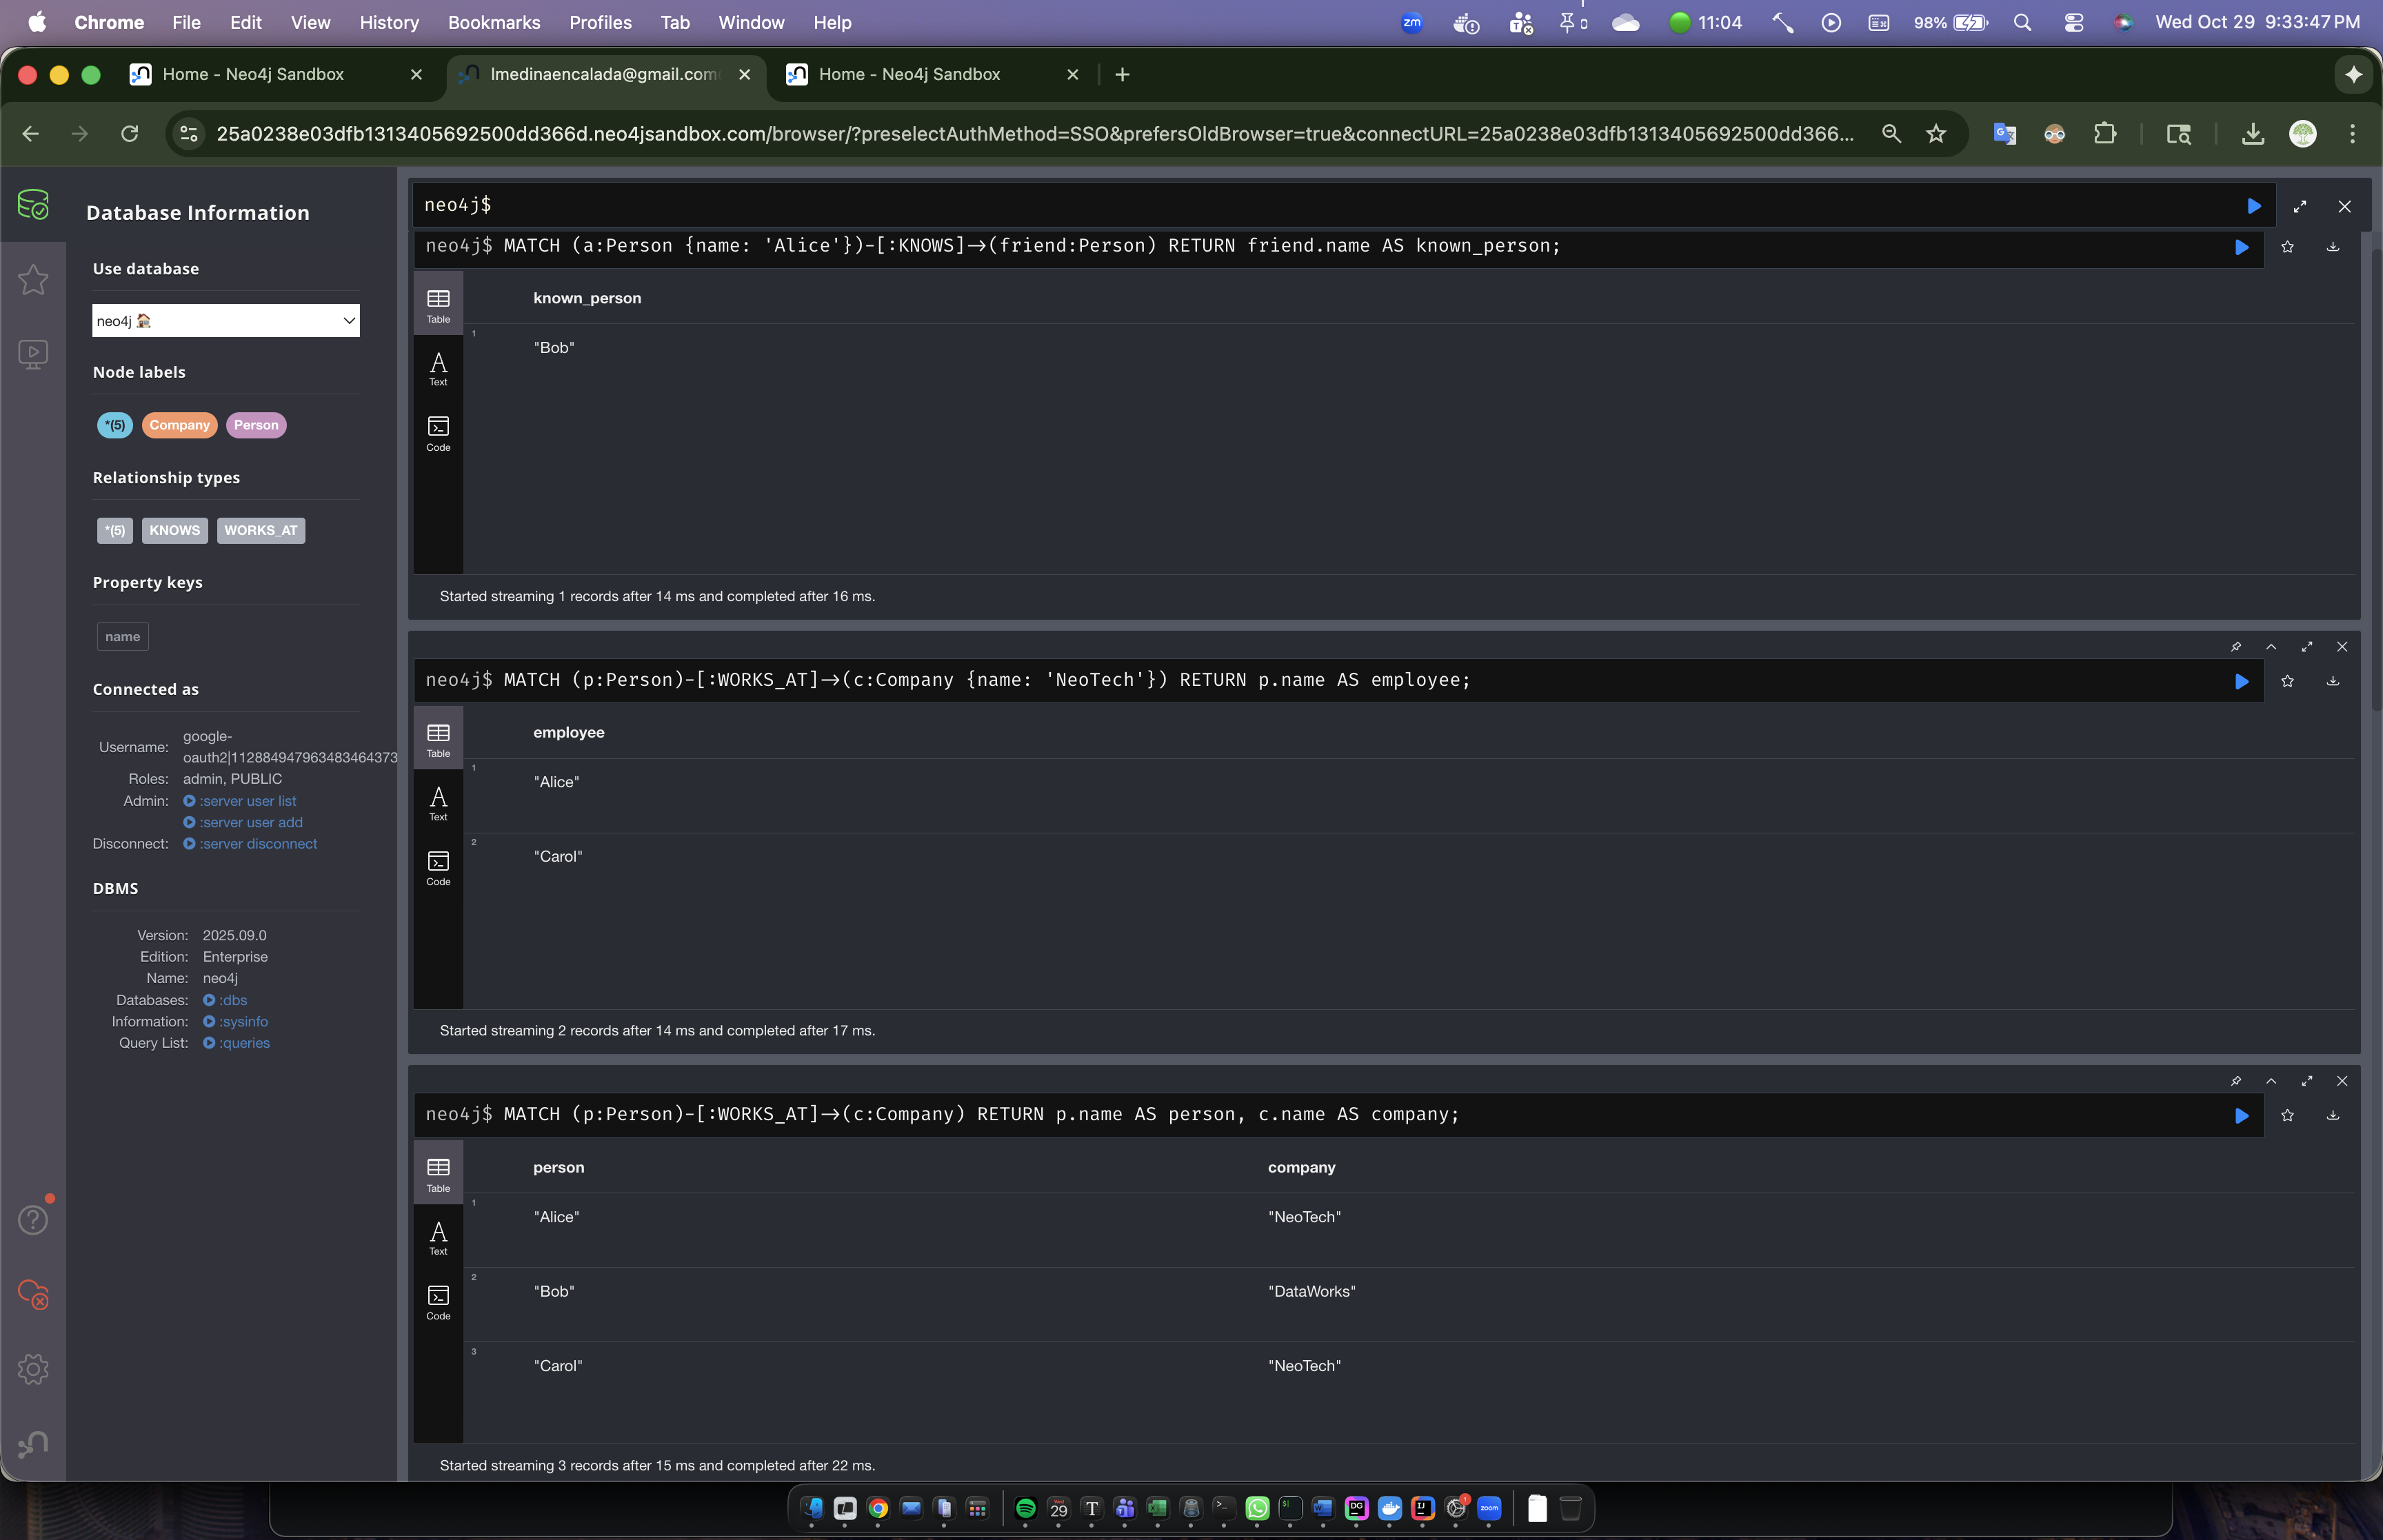 Chrome File Edit View History Bookmarks Profiles Tab Window Help
zm 11:04 98% Wed Oct 29 9:33:47 PM
Home - Neo4j Sandbox
lmedinaencalada@gmail.com
Home - Neo4j Sandbox
25a0238e03dfb1313405692500dd366d.neo4jsandbox.com/browser/?preselectAuthMethod=SSO&prefersOldBrowser=true&connectURL=25a0238e03dfb1313405692500dd366...
Database Information
Use database
neo4j
Node labels
*(5) Company Person
Relationship types
*(5) KNOWS WORKS_AT
Property keys
name
Connected as
Username: google-
oauth2|112884947963483464373
Roles: admin, PUBLIC
Admin: :server user list
:server user add
Disconnect: :server disconnect
DBMS
Version: 2025.09.0
Edition: Enterprise
Name: neo4j
Databases: :dbs
Information: :sysinfo
Query List: :queries
neo4j$
neo4j$ MATCH (a:Person {name: 'Alice'})-[:KNOWS]→(friend:Person) RETURN friend.name AS known_person;
Table
Text
Code
known_person
1
"Bob"
Started streaming 1 records after 14 ms and completed after 16 ms.
neo4j$ MATCH (p:Person)-[:WORKS_AT]→(c:Company {name: 'NeoTech'}) RETURN p.name AS employee;
Table
Text
Code
employee
1
"Alice"
2
"Carol"
Started streaming 2 records after 14 ms and completed after 17 ms.
neo4j$ MATCH (p:Person)-[:WORKS_AT]→(c:Company) RETURN p.name AS person, c.name AS company;
Table
Text
Code
person company
1
"Alice" "NeoTech"
2
"Bob" "DataWorks"
3
"Carol" "NeoTech"
Started streaming 3 records after 15 ms and completed after 22 ms.
29 T DG IJ 1 zoom